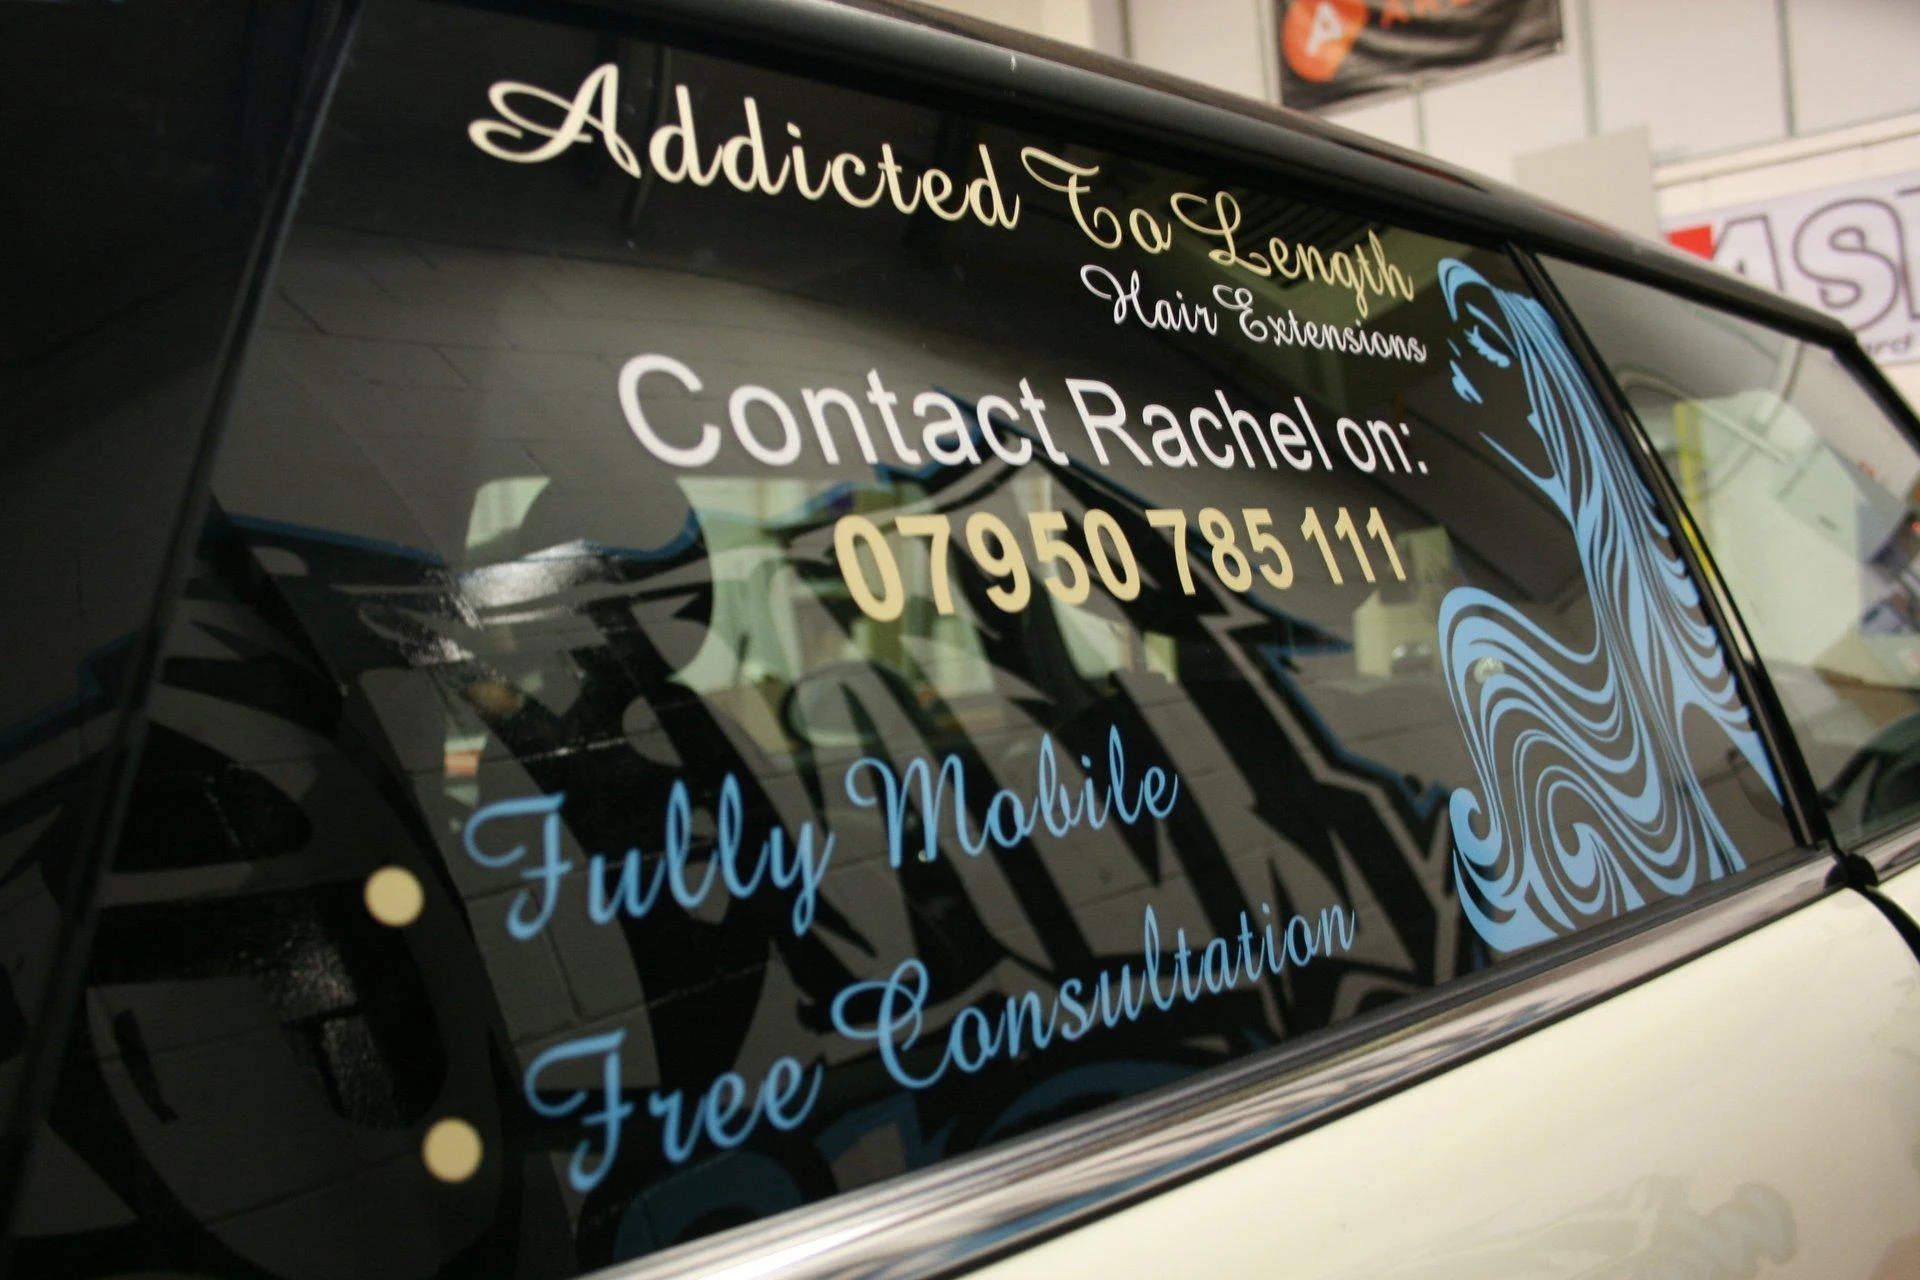 Addicted To Length
Hair Extensions
Contact Rachel on:
07950 785 111
• Fully Mobile
• Free Consultation
A